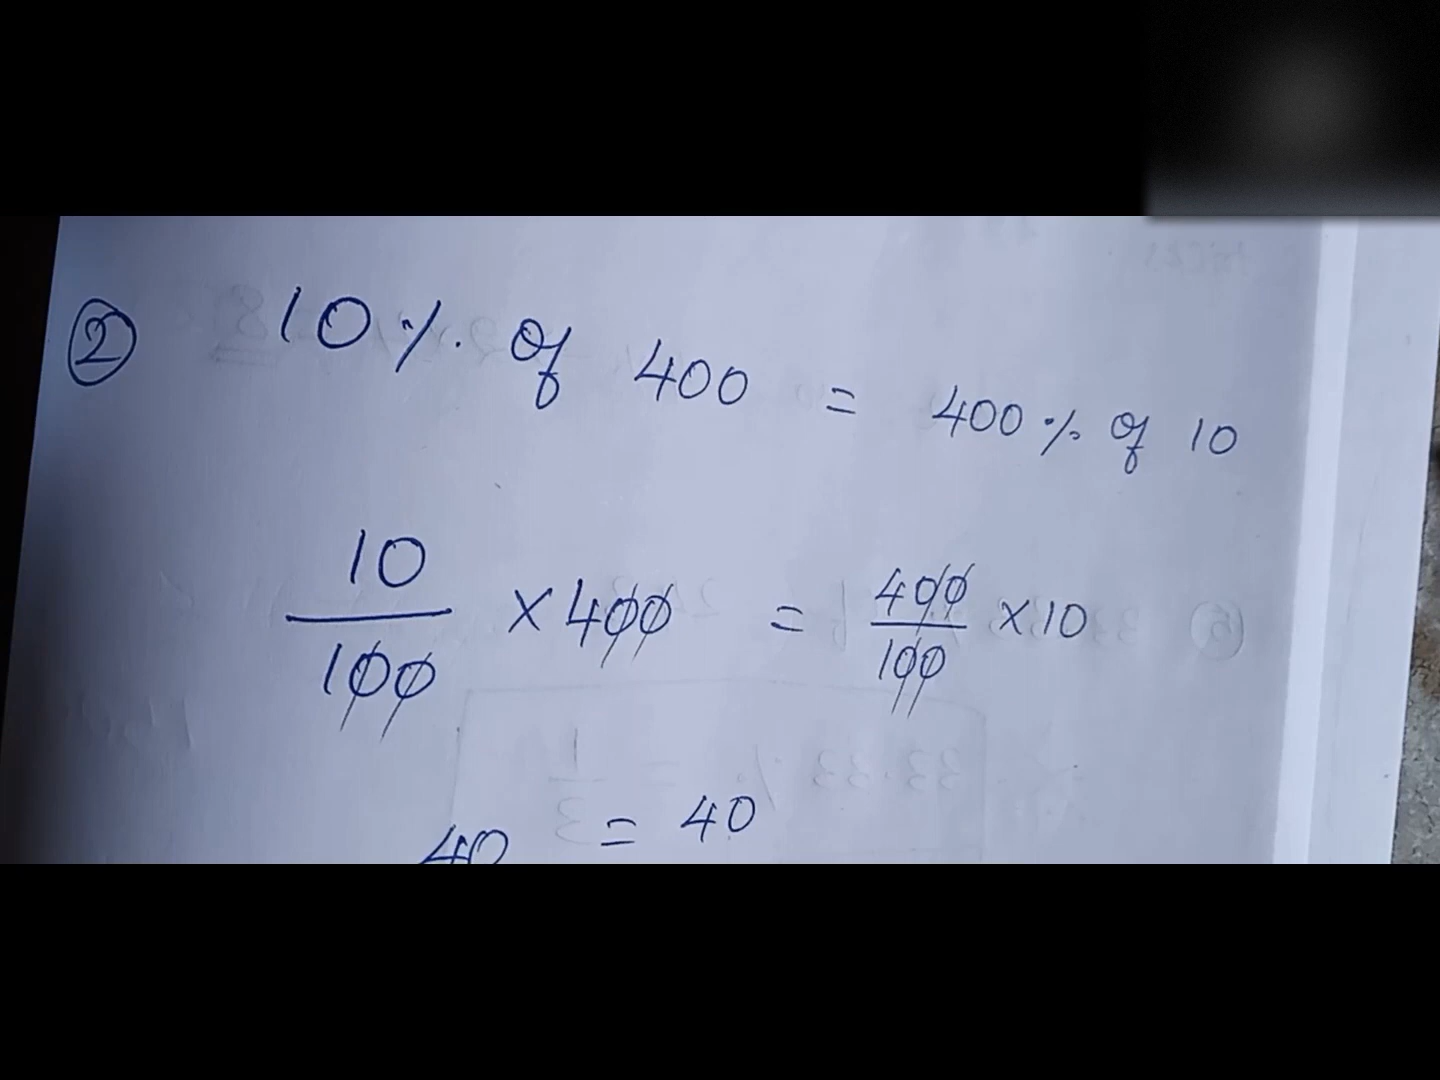 ② 10% of 400 = 400% of 10
10/100 × 400 = 400/100 × 10
40 = 40